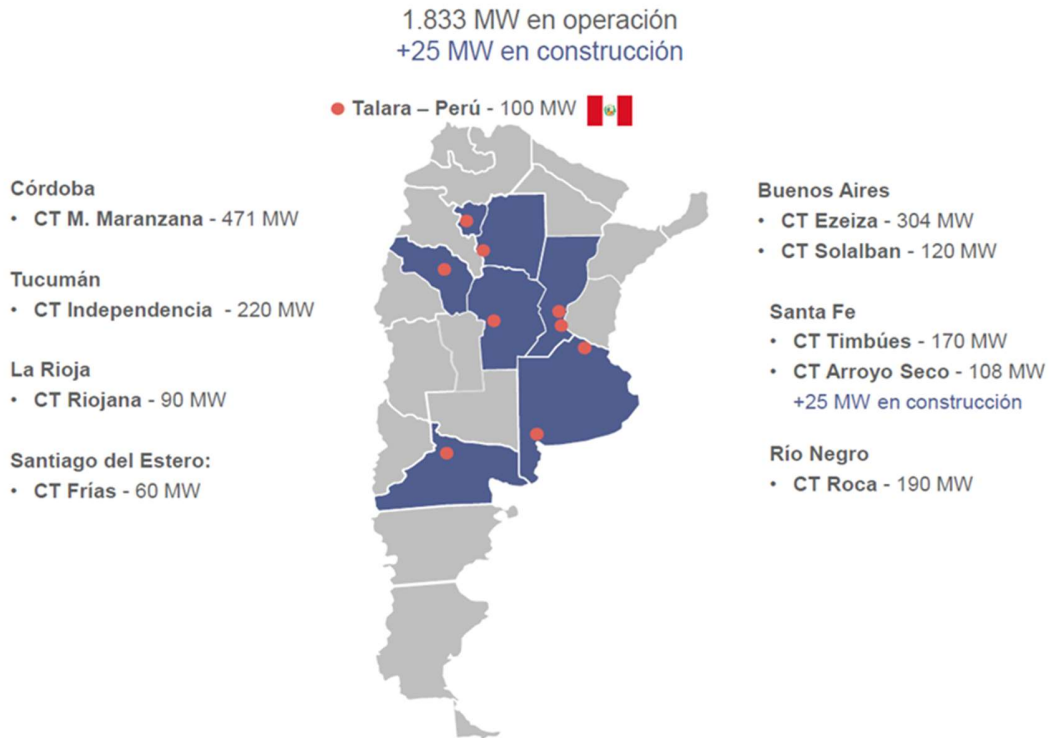 1.833 MW en operación
+25 MW en construcción
Talara – Perú - 100 MW
Córdoba
• CT M. Maranzana - 471 MW
Tucumán
• CT Independencia - 220 MW
La Rioja
• CT Riojana - 90 MW
Santiago del Estero:
• CT Frías - 60 MW
Buenos Aires
• CT Ezeiza - 304 MW
• CT Solalban - 120 MW
Santa Fe
• CT Timbúes - 170 MW
• CT Arroyo Seco - 108 MW
+25 MW en construcción
Río Negro
• CT Roca - 190 MW